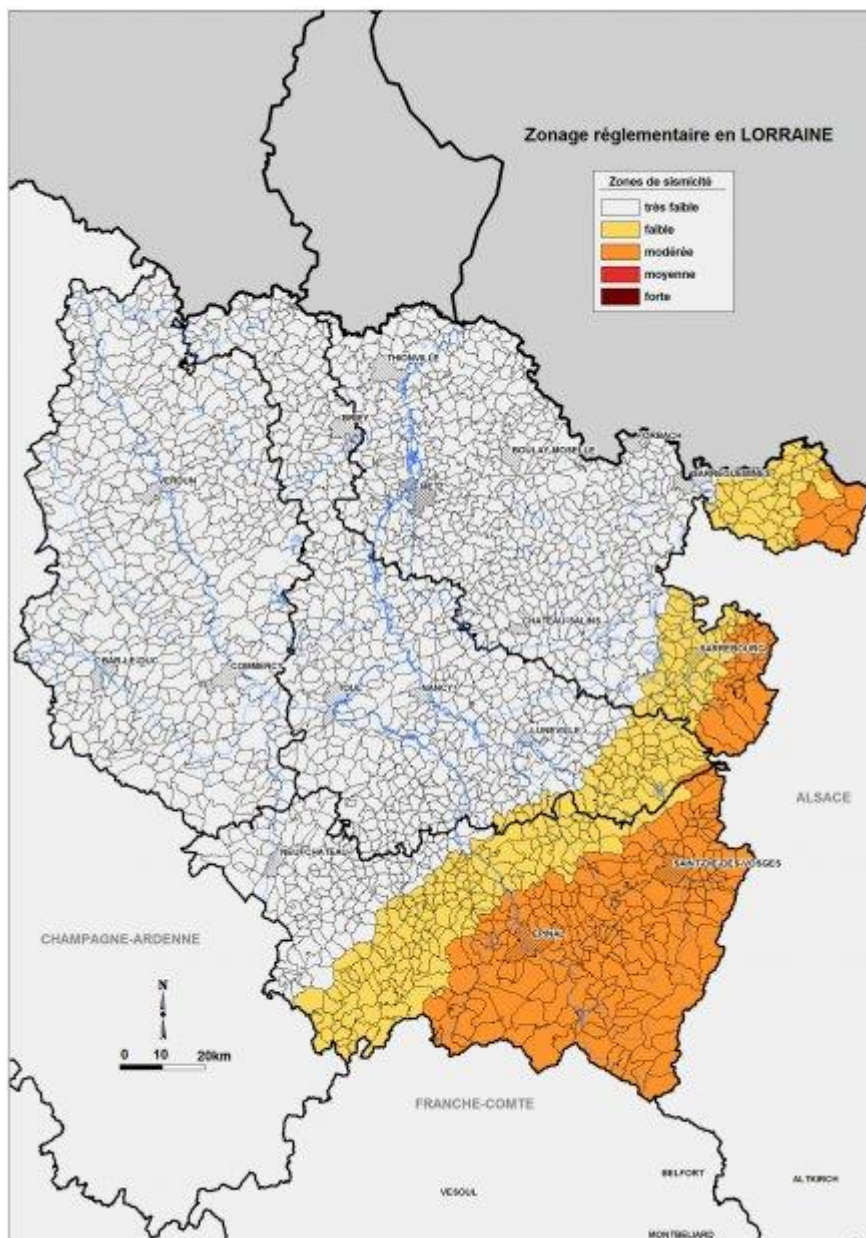 Zonage réglementaire en LORRAINE
Zones de sismicité
très faible
faible
modérée
moyenne
forte
THIONVILLE
BRIEY
FORBACH
BOULAY-MOSELLE
SARREGUEMINES
VERDUN
METZ
CHATEAU-SALINS
SARREBOURG
BAR-LE-DUC
COMMERCY
TOUL
NANCY
LUNEVILLE
ALSACE
NEUFCHATEAU
SAINT-DIE-DES-VOSGES
EPINAL
CHAMPAGNE-ARDENNE
N
0 10 20km
FRANCHE-COMTE
BELFORT
ALTKIRCH
VESOUL
MONTBELIARD